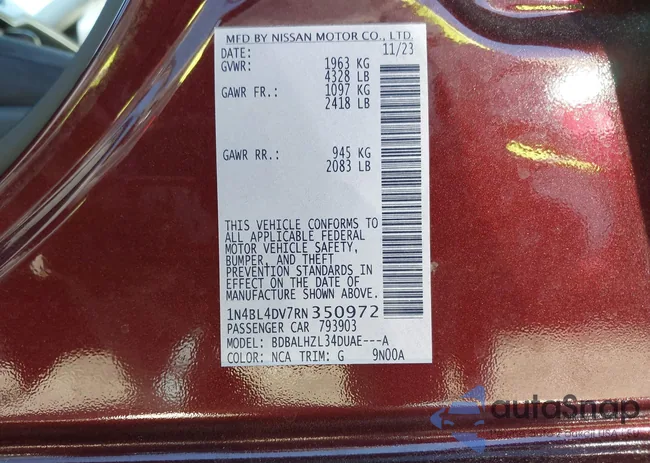 MFD BY NISSAN MOTOR CO., LTD.
DATE: 11/23
GVWR: 1963 KG
4328 LB
GAWR FR.: 1097 KG
2418 LB
GAWR RR.: 945 KG
2083 LB
THIS VEHICLE CONFORMS TO
ALL APPLICABLE FEDERAL
MOTOR VEHICLE SAFETY,
BUMPER, AND THEFT
PREVENTION STANDARDS IN
EFFECT ON THE DATE OF
MANUFACTURE SHOWN ABOVE.
1N4BL4DV7RN350972
PASSENGER CAR 793903
MODEL: BDBALHZL34DUAE---A
COLOR: NCA TRIM: G 9N00A
autoSnap